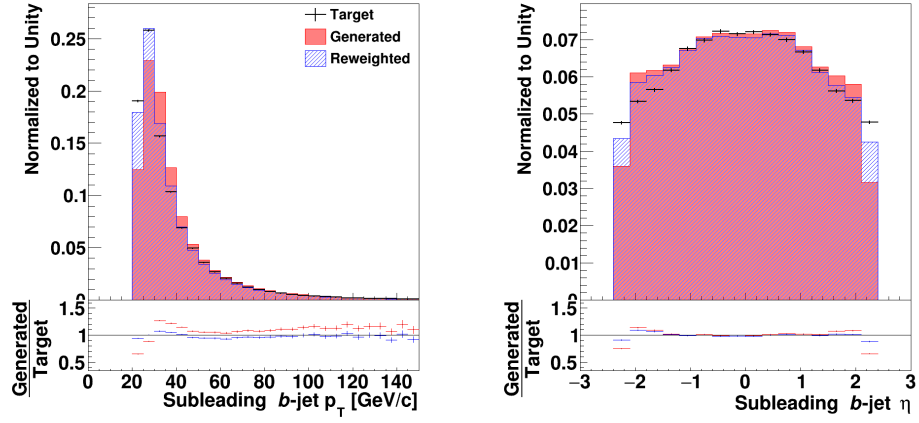 Normalized to Unity
0.25
0.2
0.15
0.1
0.05
0
Target
Generated
Reweighted
Generated
Target
1.5
1
0.5
0 20 40 60 80 100 120 140
Subleading b-jet pT [GeV/c]
Normalized to Unity
0.07
0.06
0.05
0.04
0.03
0.02
0.01
0
Generated
Target
1.5
1
0.5
−3 −2 −1 0 1 2 3
Subleading b-jet η